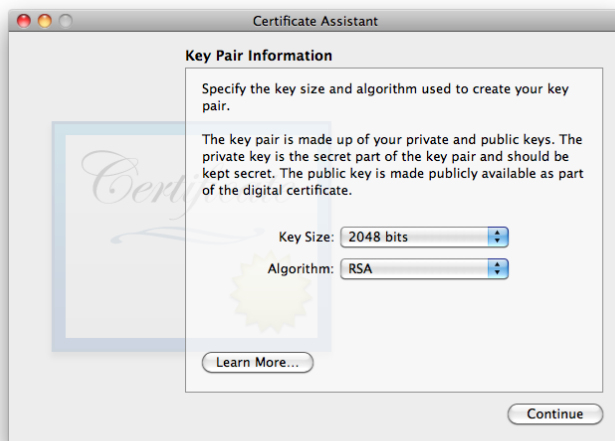 Certificate Assistant
Key Pair Information
Specify the key size and algorithm used to create your key
pair.
The key pair is made up of your private and public keys. The
private key is the secret part of the key pair and should be
kept secret. The public key is made publicly available as part
of the digital certificate.
Key Size: 2048 bits
Algorithm: RSA
Learn More...
Continue